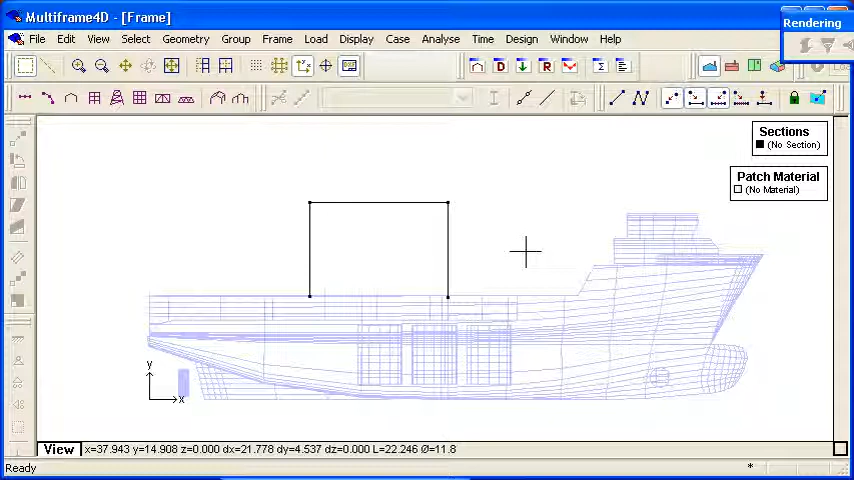 Multiframe4D - [Frame]
Rendering
File Edit View Select Geometry Group Frame Load Display Case Analyse Time Design Window Help
Sections
(No Section)
Patch Material
(No Material)
y
x
View x=37.943 y=14.908 z=0.000 dx=21.778 dy=4.537 dz=0.000 L=22.246 Ø=11.8
Ready *